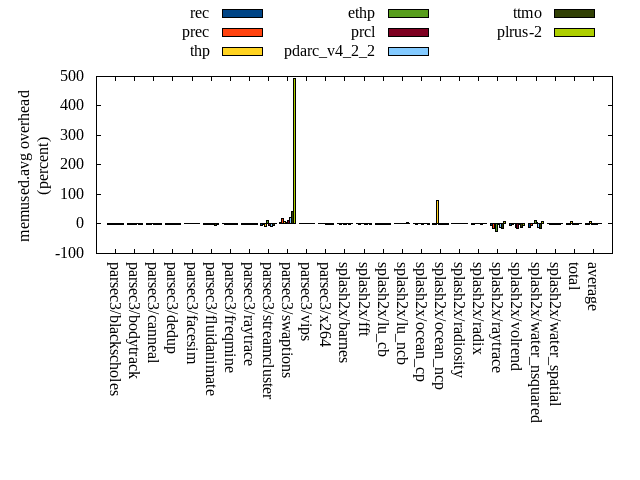 rec ethp ttmo
prec prcl plrus-2
thp pdarc_v4_2_2
500
400
300
200
100
0
-100
memused.avg overhead
(percent)
parsec3/blackscholes
parsec3/bodytrack
parsec3/canneal
parsec3/dedup
parsec3/facesim
parsec3/fluidanimate
parsec3/freqmine
parsec3/raytrace
parsec3/streamcluster
parsec3/swaptions
parsec3/vips
parsec3/x264
splash2x/barnes
splash2x/fft
splash2x/lu_cb
splash2x/lu_ncb
splash2x/ocean_cp
splash2x/ocean_ncp
splash2x/radiosity
splash2x/radix
splash2x/raytrace
splash2x/volrend
splash2x/water_nsquared
splash2x/water_spatial
total
average